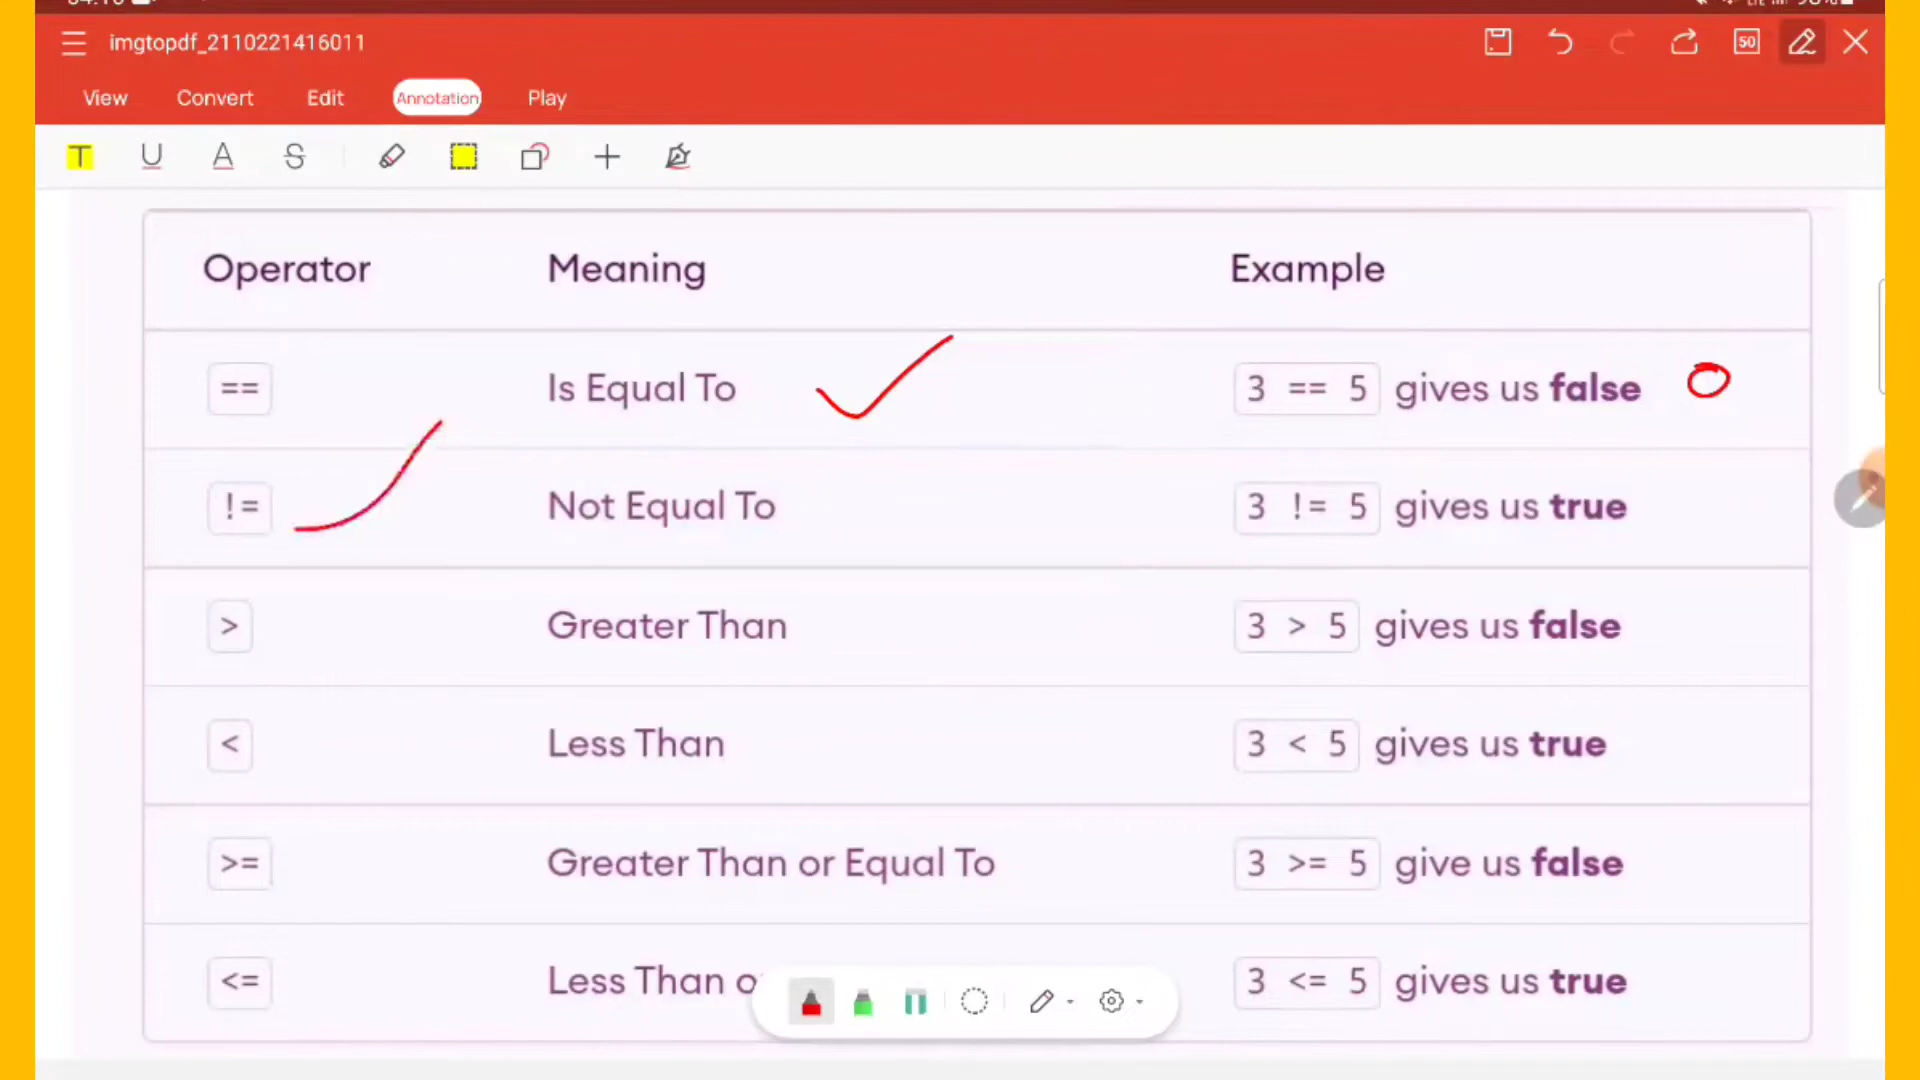 imgtopdf_2110221416011
50
View Convert Edit Annotation Play
T U A S
Operator Meaning Example
== Is Equal To 3 == 5 gives us false
!= Not Equal To 3 != 5 gives us true
> Greater Than 3 > 5 gives us false
< Less Than 3 < 5 gives us true
>= Greater Than or Equal To 3 >= 5 give us false
<= Less Than 3 <= 5 gives us true